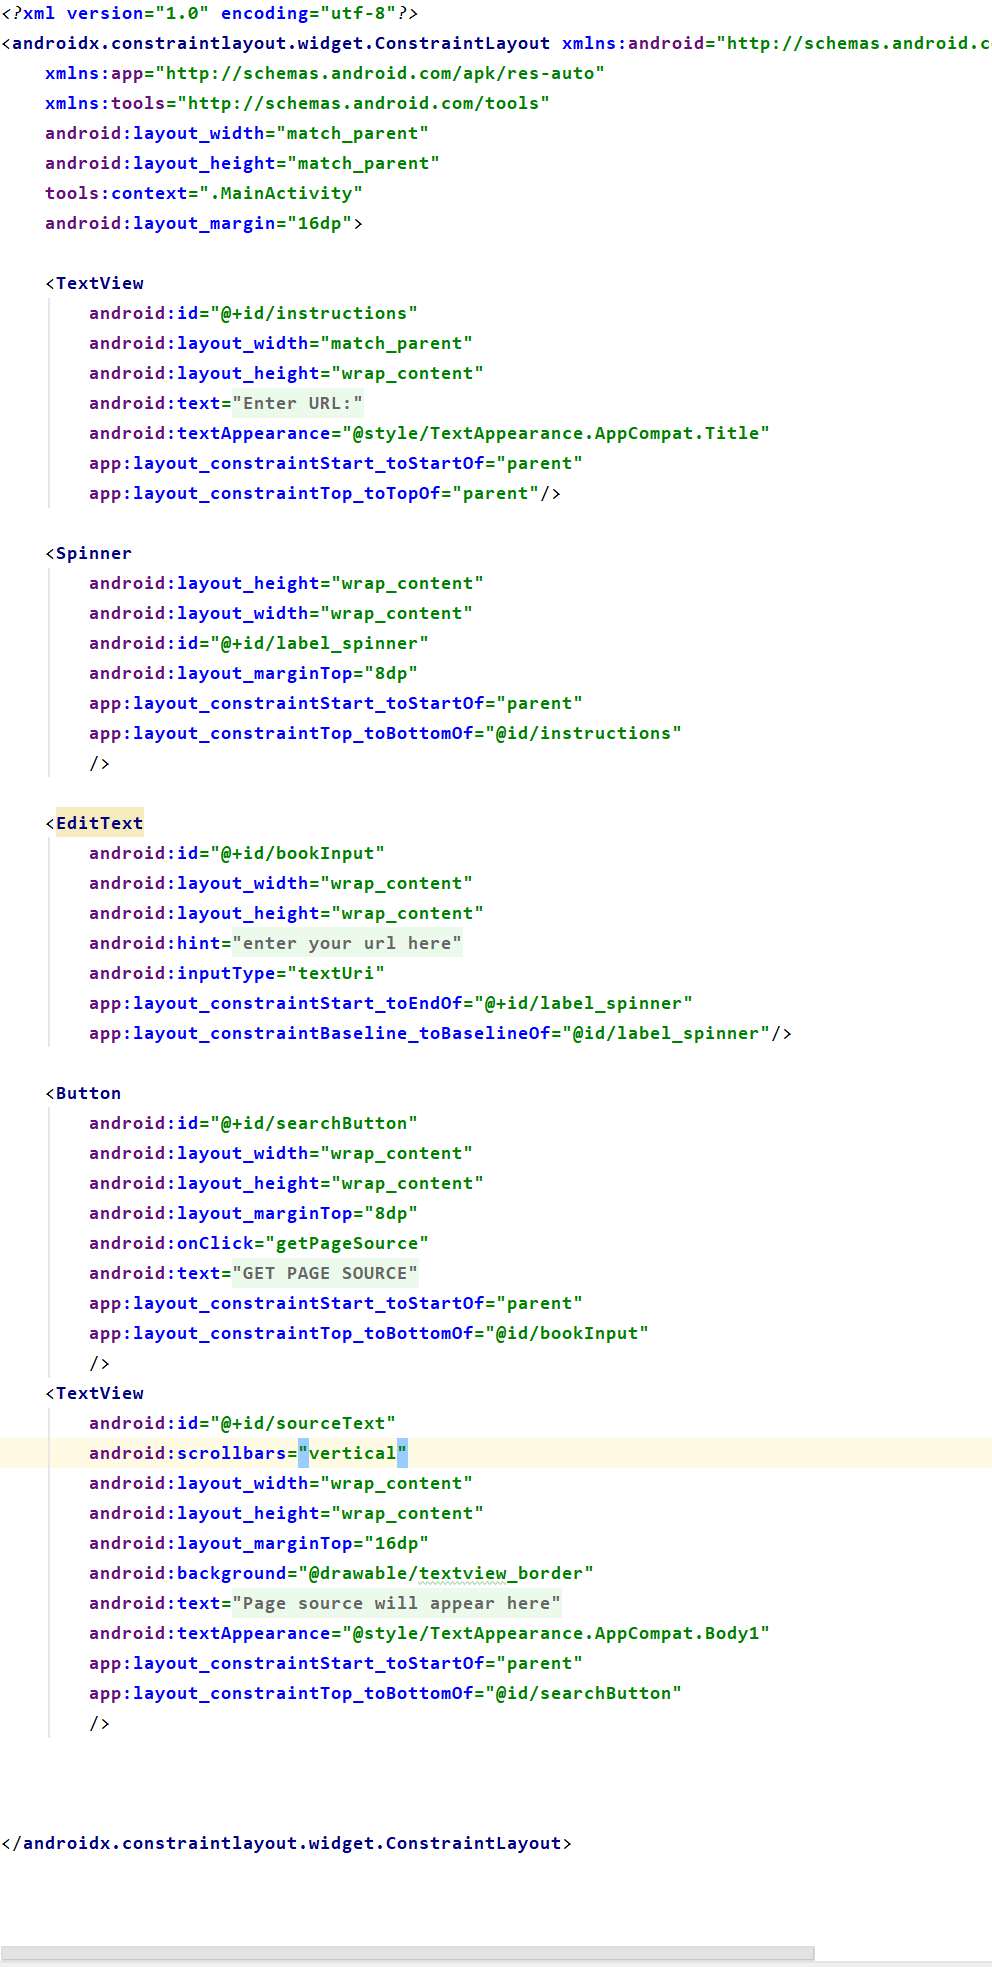 <?xml version="1.0" encoding="utf-8"?>
<androidx.constraintlayout.widget.ConstraintLayout xmlns:android="http://schemas.android.c
    xmlns:app="http://schemas.android.com/apk/res-auto"
    xmlns:tools="http://schemas.android.com/tools"
    android:layout_width="match_parent"
    android:layout_height="match_parent"
    tools:context=".MainActivity"
    android:layout_margin="16dp">

    <TextView
        android:id="@+id/instructions"
        android:layout_width="match_parent"
        android:layout_height="wrap_content"
        android:text="Enter URL:"
        android:textAppearance="@style/TextAppearance.AppCompat.Title"
        app:layout_constraintStart_toStartOf="parent"
        app:layout_constraintTop_toTopOf="parent"/>

    <Spinner
        android:layout_height="wrap_content"
        android:layout_width="wrap_content"
        android:id="@+id/label_spinner"
        android:layout_marginTop="8dp"
        app:layout_constraintStart_toStartOf="parent"
        app:layout_constraintTop_toBottomOf="@id/instructions"
        />

    <EditText
        android:id="@+id/bookInput"
        android:layout_width="wrap_content"
        android:layout_height="wrap_content"
        android:hint="enter your url here"
        android:inputType="textUri"
        app:layout_constraintStart_toEndOf="@+id/label_spinner"
        app:layout_constraintBaseline_toBaselineOf="@id/label_spinner"/>

    <Button
        android:id="@+id/searchButton"
        android:layout_width="wrap_content"
        android:layout_height="wrap_content"
        android:layout_marginTop="8dp"
        android:onClick="getPageSource"
        android:text="GET PAGE SOURCE"
        app:layout_constraintStart_toStartOf="parent"
        app:layout_constraintTop_toBottomOf="@id/bookInput"
        />
    <TextView
        android:id="@+id/sourceText"
        android:scrollbars="vertical"
        android:layout_width="wrap_content"
        android:layout_height="wrap_content"
        android:layout_marginTop="16dp"
        android:background="@drawable/textview_border"
        android:text="Page source will appear here"
        android:textAppearance="@style/TextAppearance.AppCompat.Body1"
        app:layout_constraintStart_toStartOf="parent"
        app:layout_constraintTop_toBottomOf="@id/searchButton"
        />

</androidx.constraintlayout.widget.ConstraintLayout>